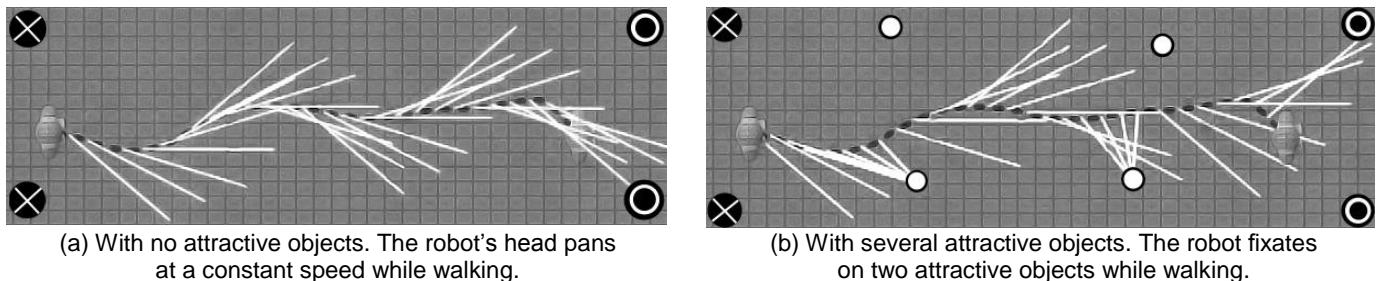 (a) With no attractive objects. The robot’s head pans
at a constant speed while walking.
(b) With several attractive objects. The robot fixates
on two attractive objects while walking.